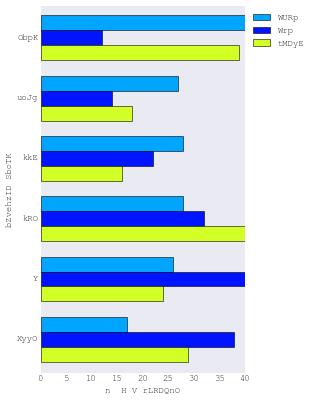 WURp
Wrp
tMDyE
ObpK
uoJg
kkE
kRO
Y
XyyO
bZvehzID SboTK
0 5 10 15 20 25 30 35 40
n H V rLRDQnO